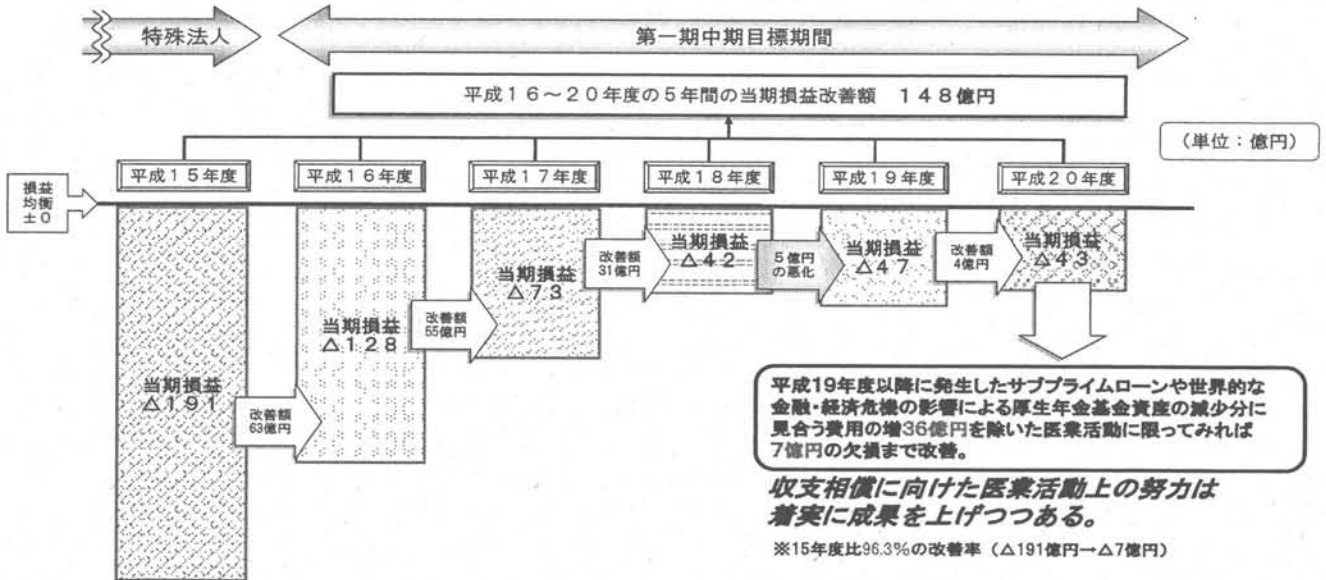 特殊法人
第一期中期目標期間
平成16～20年度の5年間の当期損益改善額 148億円
(単位：億円)
平成15年度
平成16年度
平成17年度
平成18年度
平成19年度
平成20年度
損益
均衡
±0
当期損益
△191
改善額
63億円
当期損益
△128
改善額
55億円
当期損益
△73
改善額
31億円
当期損益
△42
5億円
の悪化
当期損益
△47
改善額
4億円
当期損益
△43
平成19年度以降に発生したサブプライムローンや世界的な
金融・経済危機の影響による厚生年金基金資産の減少分に
見合う費用の増36億円を除いた医業活動に限ってみれば
7億円の欠損まで改善。
収支相償に向けた医業活動上の努力は
着実に成果を上げつつある。
※15年度比96.3%の改善率（△191億円→△7億円）